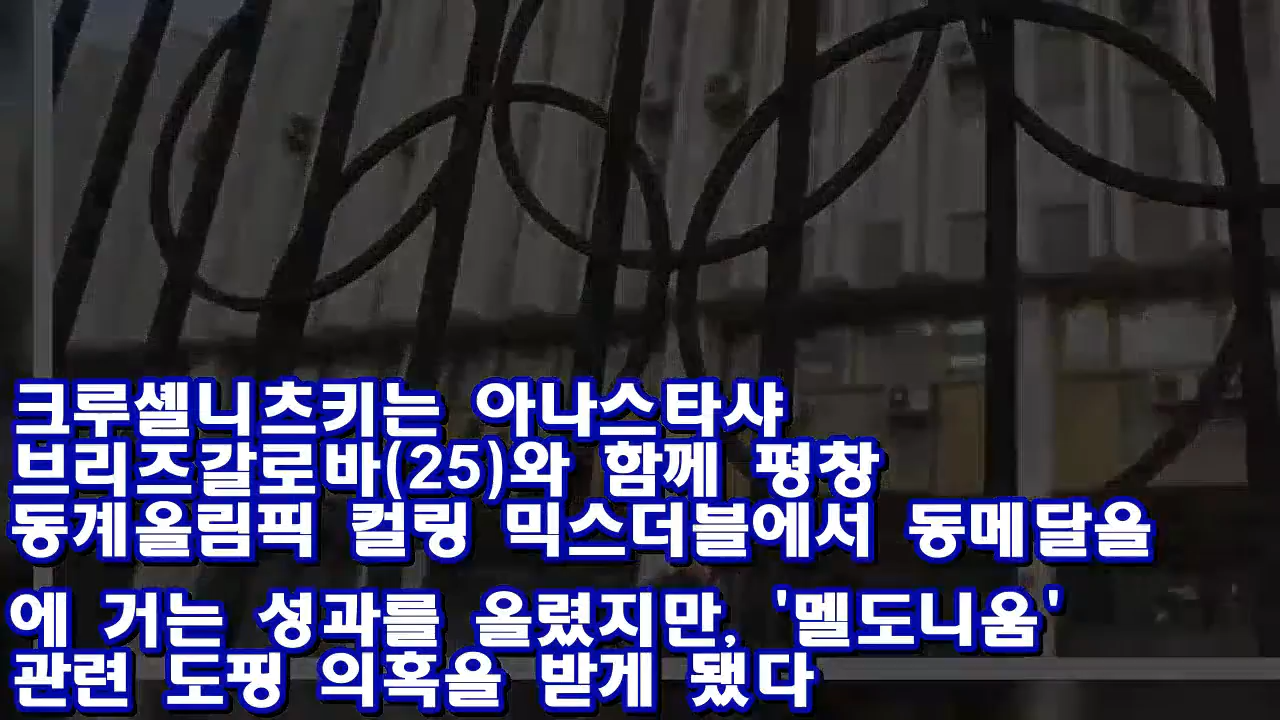 크루셸니츠키는 아나스타샤
브리즈갈로바(25)와 함께 평창
동계올림픽 컬링 믹스더블에서 동메달을
에 거는 성과를 올렸지만, '멜도니움'
관련 도핑 의혹을 받게 됐다